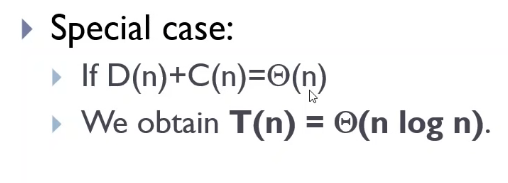 Special case:
If D(n)+C(n)=Θ(n)
We obtain T(n) = Θ(n log n).